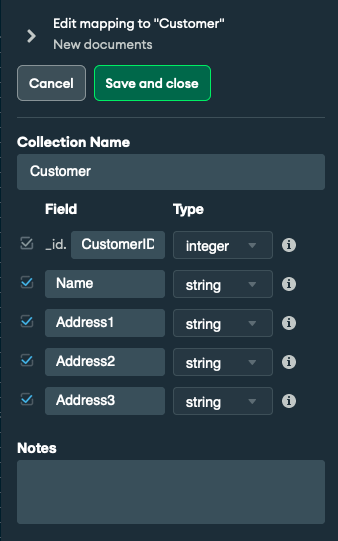 Edit mapping to "Customer"
New documents
Cancel Save and close
Collection Name
Customer
Field Type
_id. CustomerID integer
Name string
Address1 string
Address2 string
Address3 string
Notes